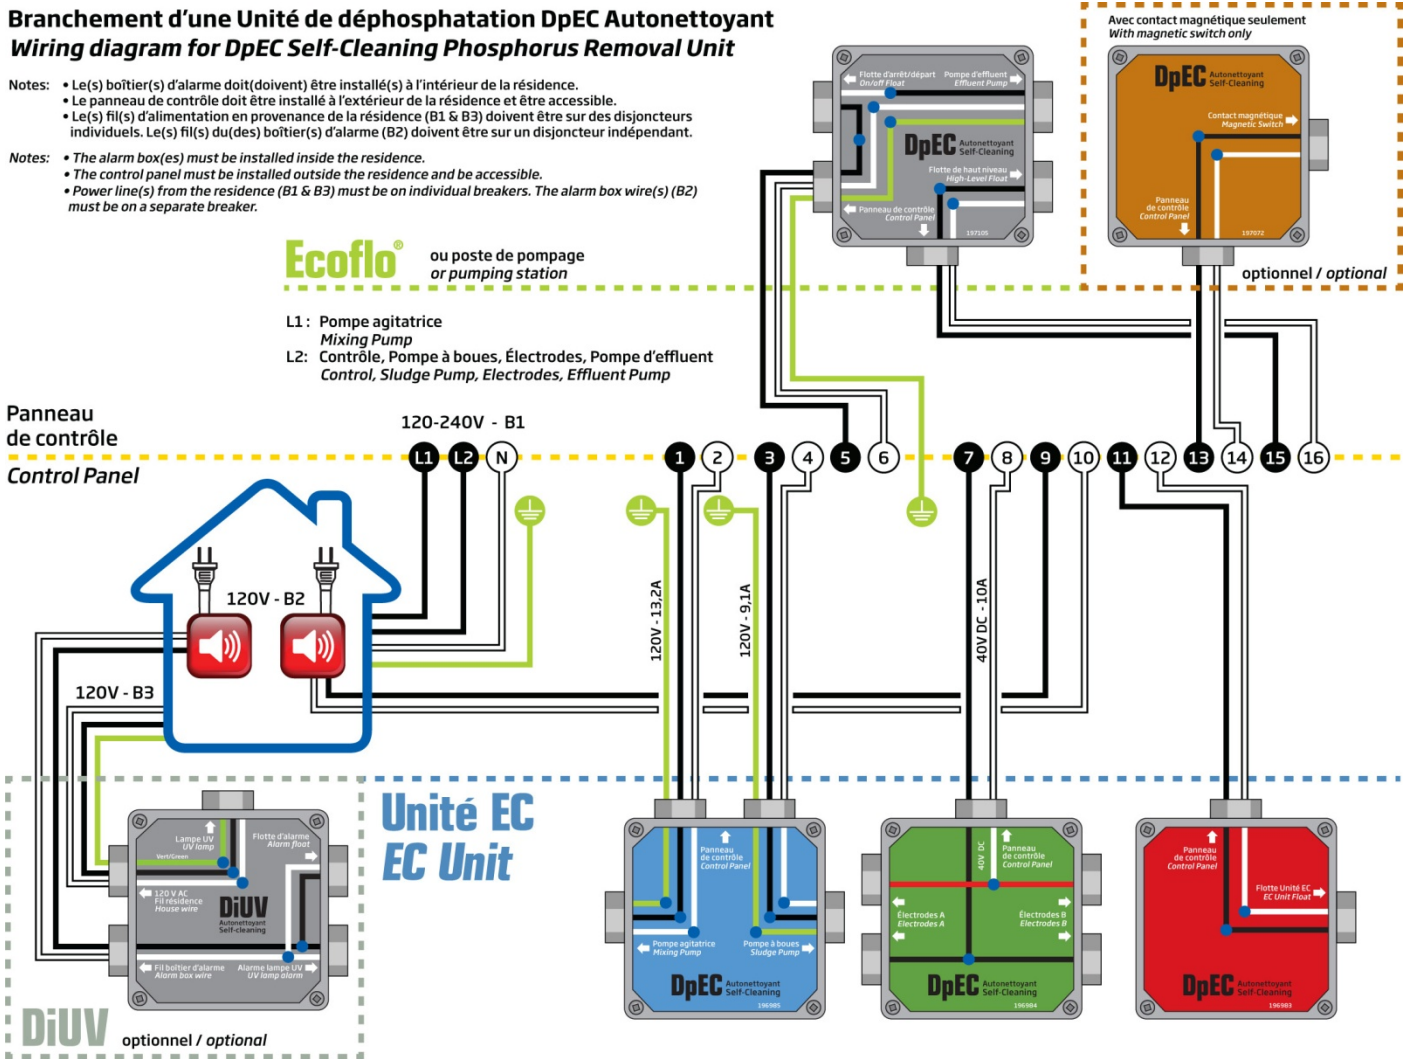 Branchement d'une Unité de déphosphatation DpEC Autonettoyant
Wiring diagram for DpEC Self-Cleaning Phosphorus Removal Unit
Notes: • Le(s) boîtier(s) d'alarme doit(doivent) être installé(s) à l'intérieur de la résidence.
• Le panneau de contrôle doit être installé à l'extérieur de la résidence et être accessible.
• Le(s) fil(s) d'alimentation en provenance de la résidence (B1 & B3) doivent être sur des disjoncteurs
individuels. Le(s) fil(s) du(des) boîtier(s) d'alarme (B2) doivent être sur un disjoncteur indépendant.
Notes: • The alarm box(es) must be installed inside the residence.
• The control panel must be installed outside the residence and be accessible.
• Power line(s) from the residence (B1 & B3) must be on individual breakers. The alarm box wire(s) (B2)
must be on a separate breaker.
Flotte d'arrêt/départ
On/off Float
Pompe d'effluent
Effluent Pump
DpEC Autonettoyant
Self-Cleaning
Flotte de haut niveau
High-Level Float
Panneau de contrôle
Control Panel
197105
Avec contact magnétique seulement
With magnetic switch only
DpEC Autonettoyant
Self-Cleaning
Contact magnétique
Magnetic Switch
Panneau
de contrôle
Control Panel
197072
optionnel / optional
Ecoflo®
ou poste de pompage
or pumping station
L1 : Pompe agitatrice
Mixing Pump
L2: Contrôle, Pompe à boues, Électrodes, Pompe d'effluent
Control, Sludge Pump, Electrodes, Effluent Pump
Panneau
de contrôle
Control Panel
120-240V - B1
L1 L2 N 1 2 3 4 5 6 7 8 9 10 11 12 13 14 15 16
120V - B2
120V - B3
120V - 13,2A
120V - 9,1A
40V DC - 10A
Lampe UV
UV lamp
Vert/Green
Flotte d'alarme
Alarm float
120 V AC
Fil résidence
House wire
DiUV
Autonettoyant
Self-cleaning
Fil boîtier d'alarme
Alarm box wire
Alarme lampe UV
UV lamp alarm
DiUV
optionnel / optional
Unité EC
EC Unit
Panneau
de contrôle
Control Panel
Pompe agitatrice
Mixing Pump
Pompe à boues
Sludge Pump
DpEC Autonettoyant
Self-Cleaning
196985
40V DC
Panneau
de contrôle
Control Panel
Électrodes A
Electrodes A
Électrodes B
Electrodes B
DpEC Autonettoyant
Self-Cleaning
196984
Panneau
de contrôle
Control Panel
Flotte Unité EC
EC Unit Float
DpEC Autonettoyant
Self-Cleaning
196983